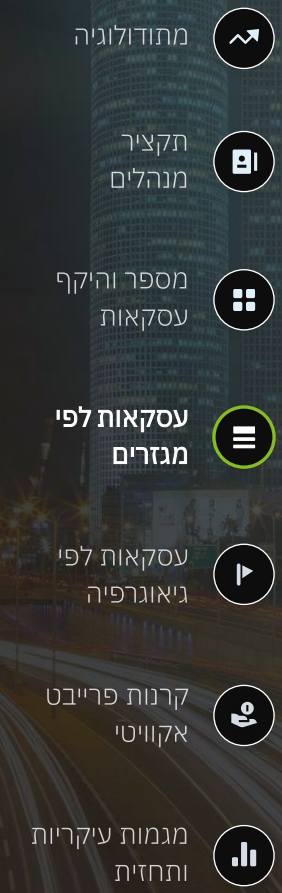 מתודולוגיה
תקציר
מנהלים
מספר והיקף
עסקאות
עסקאות לפי
מגזרים
עסקאות לפי
גיאוגרפיה
קרנות פרייבט
אקוויטי
מגמות עיקריות
ותחזית